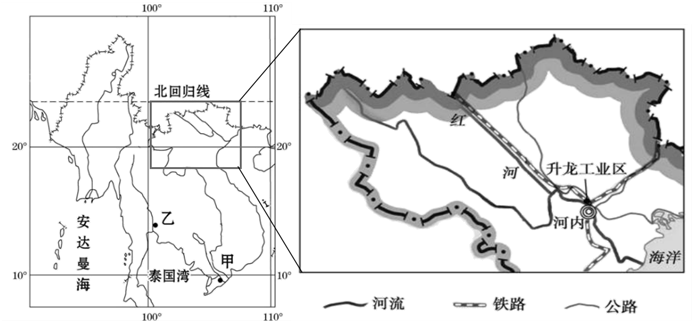 100°
110°
北回归线
20°
20°
安达曼海
乙
甲
泰国湾
10°
10°
100°
110°
红河
升龙工业区
河内
海洋
河流
铁路
公路